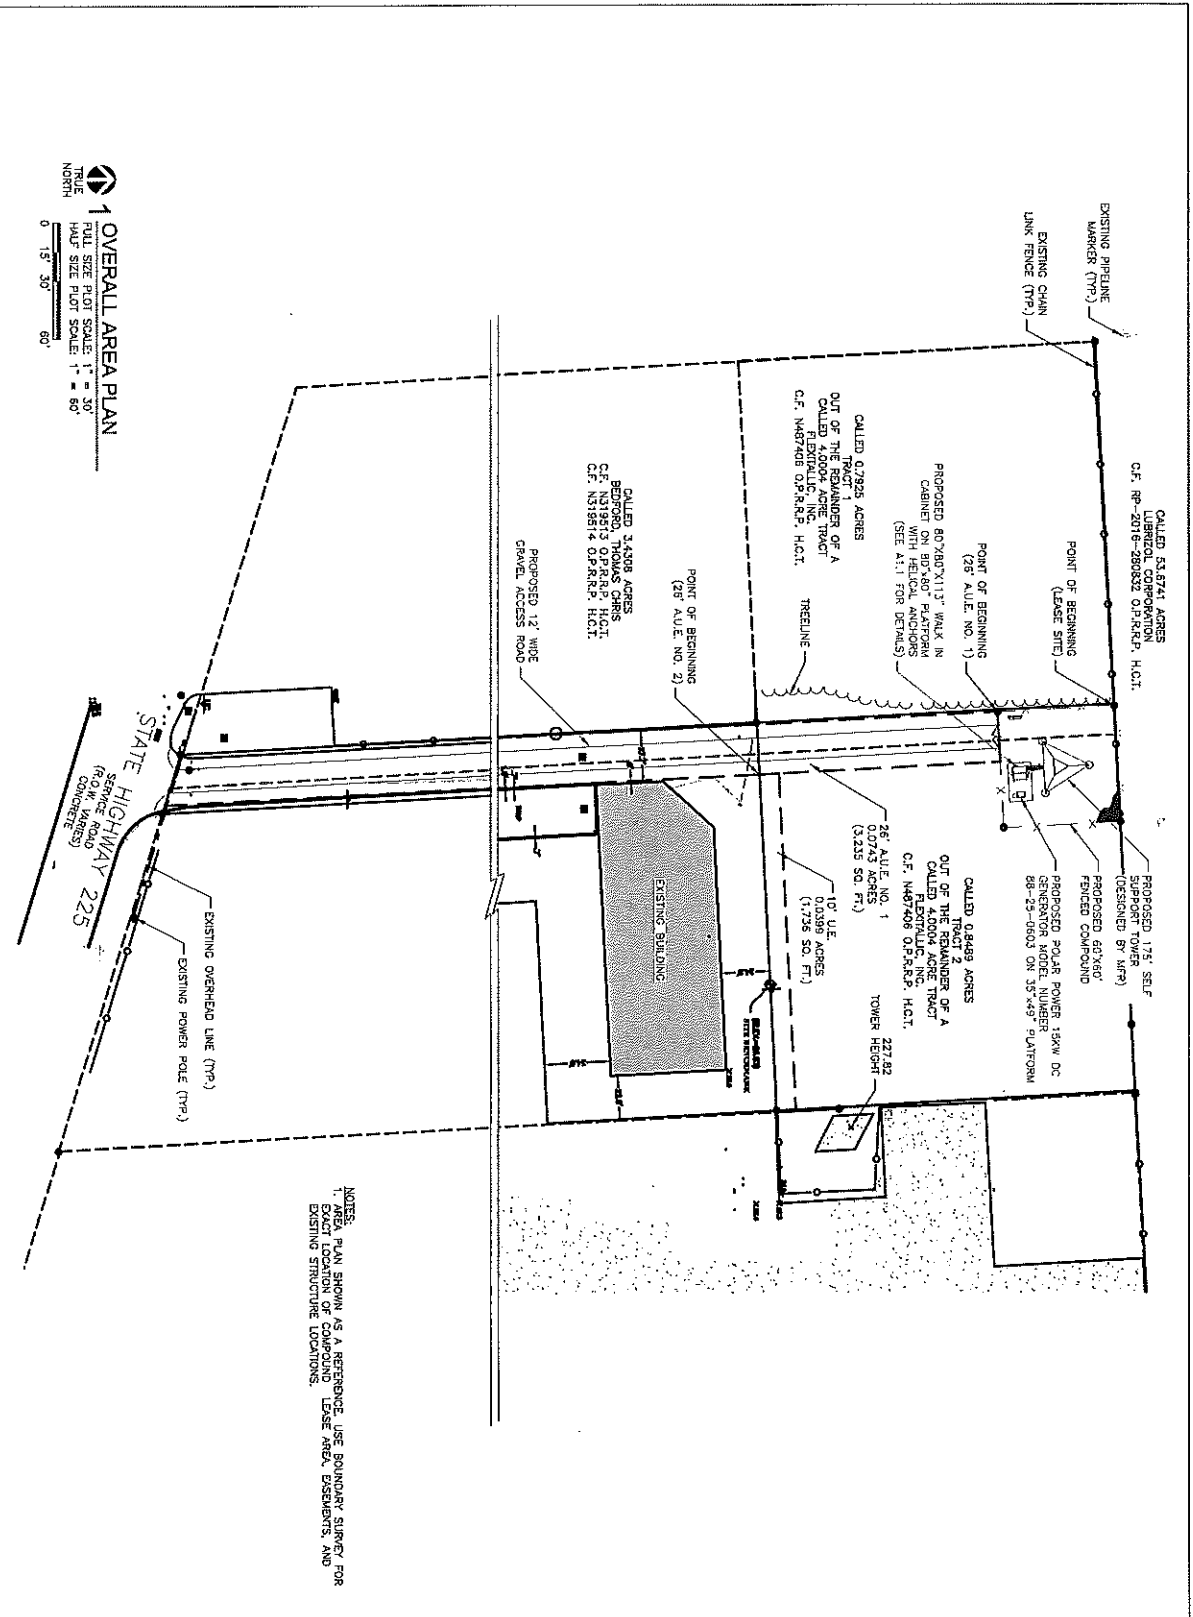 EXISTING PIPELINE
MARKER (TYP.)
EXISTING CHAIN
LINK FENCE (TYP.)
CALLED 53.6741 ACRES
LUBRIZOL CORPORATION
C.F. RP-2016-280832 O.P.R.R.P. H.C.T.
POINT OF BEGINNING
(LEASE SITE)
POINT OF BEGINNING
(26' A.U.E. NO. 1)
PROPOSED 80"X80"X113" WALK IN
CABINET ON 80"x80" PLATFORM
WITH HELICAL ANCHORS
(SEE A1.1 FOR DETAILS)
CALLED 0.7925 ACRES
TRACT 1
OUT OF THE REMAINDER OF A
CALLED 4.0004 ACRE TRACT
FLEXITALLIC, INC.
C.F. N487406 O.P.R.R.P. H.C.T.
TREELINE
PROPOSED 175' SELF
SUPPORT TOWER
(DESIGNED BY MFR)
PROPOSED 60'X60'
FENCED COMPOUND
PROPOSED POLAR POWER 15KW DC
GENERATOR MODEL NUMBER
88-25-0603 ON 35"x49" PLATFORM
CALLED 0.8489 ACRES
TRACT 2
OUT OF THE REMAINDER OF A
CALLED 4.0004 ACRE TRACT
FLEXITALLIC, INC.
C.F. N487406 O.P.R.R.P. H.C.T.
227.82
TOWER HEIGHT
26' A.U.E. NO. 1
0.0743 ACRES
(3,235 SQ. FT.)
10' U.E.
0.0399 ACRES
(1,736 SQ. FT.)
POINT OF BEGINNING
(26' A.U.E. NO. 2)
SITE BENCHMARK
CALLED 3.4308 ACRES
BEDFORD, THOMAS CHRIS
C.F. N319513 O.P.R.R.P. H.C.T.
C.F. N319514 O.P.R.R.P. H.C.T.
PROPOSED 12' WIDE
GRAVEL ACCESS ROAD
EXISTING BUILDING
EXISTING OVERHEAD LINE (TYP.)
EXISTING POWER POLE (TYP.)
STATE HIGHWAY 225
SERVICE ROAD
(R.O.W. VARIES)
CONCRETE
NOTES:
1. AREA PLAN SHOWN AS A REFERENCE. USE BOUNDARY SURVEY FOR
EXACT LOCATION OF COMPOUND LEASE AREA, EASEMENTS, AND
EXISTING STRUCTURE LOCATIONS.
1 OVERALL AREA PLAN
FULL SIZE PLOT SCALE: 1" = 30'
HALF SIZE PLOT SCALE: 1" = 60'
TRUE
NORTH
0 15' 30' 60'